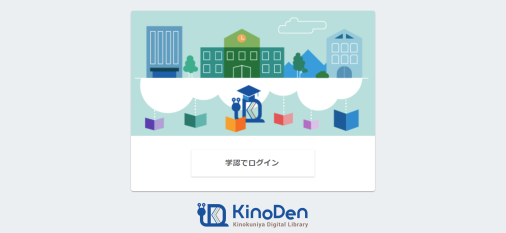 学認でログイン
KinoDen
Kinokuniya Digital Library